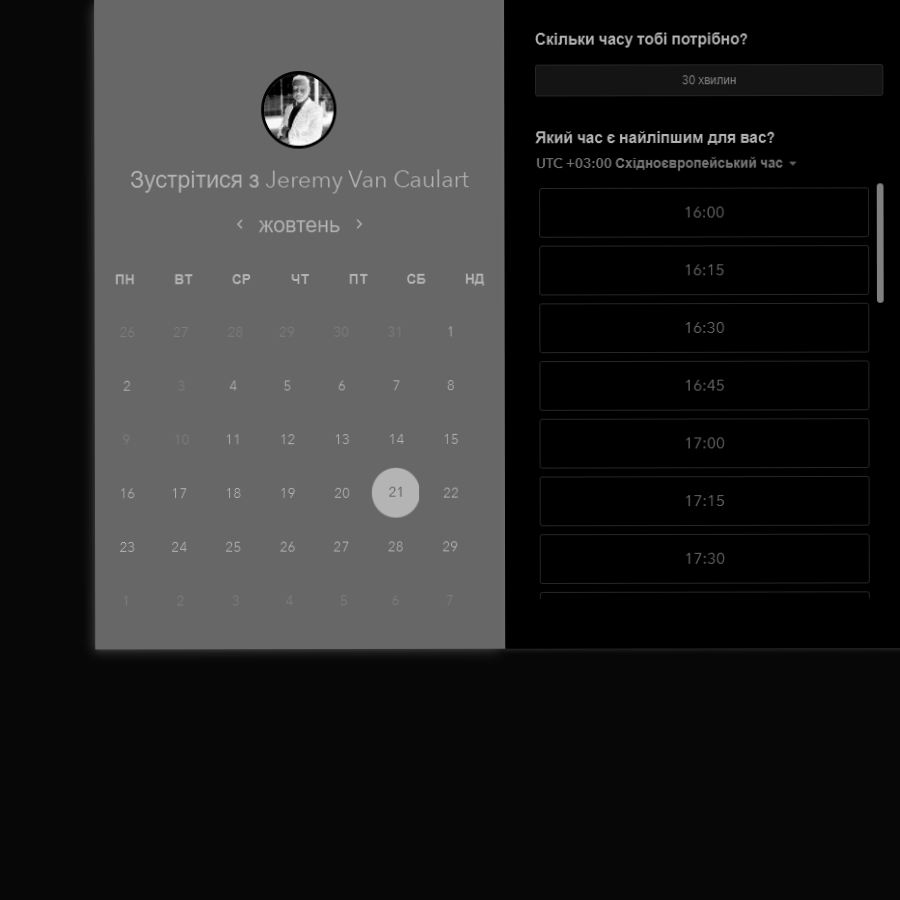 Зустрітися з Jeremy Van Caulart
жовтень
ПН ВТ СР ЧТ ПТ СБ НД
26 27 28 29 30 31 1
2 3 4 5 6 7 8
9 10 11 12 13 14 15
16 17 18 19 20 21 22
23 24 25 26 27 28 29
1 2 3 4 5 6 7
Скільки часу тобі потрібно?
30 хвилин
Який час є найліпшим для вас?
UTC +03:00 Східноєвропейський час
16:00
16:15
16:30
16:45
17:00
17:15
17:30